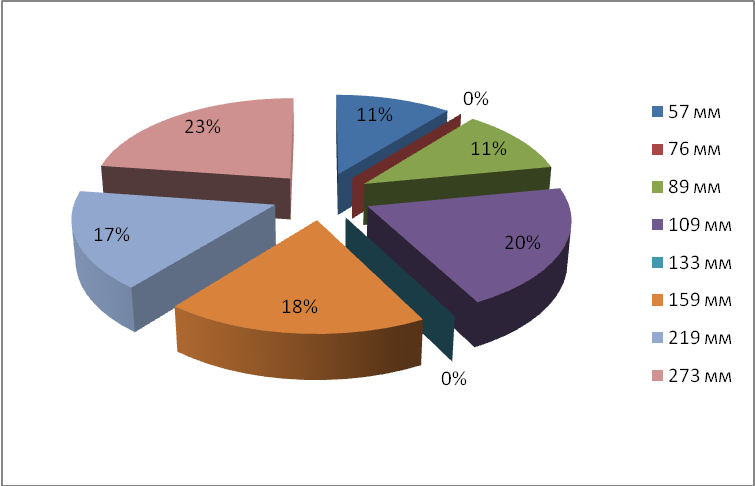 11%
0%
11%
20%
0%
18%
17%
23%
57 мм
76 мм
89 мм
109 мм
133 мм
159 мм
219 мм
273 мм